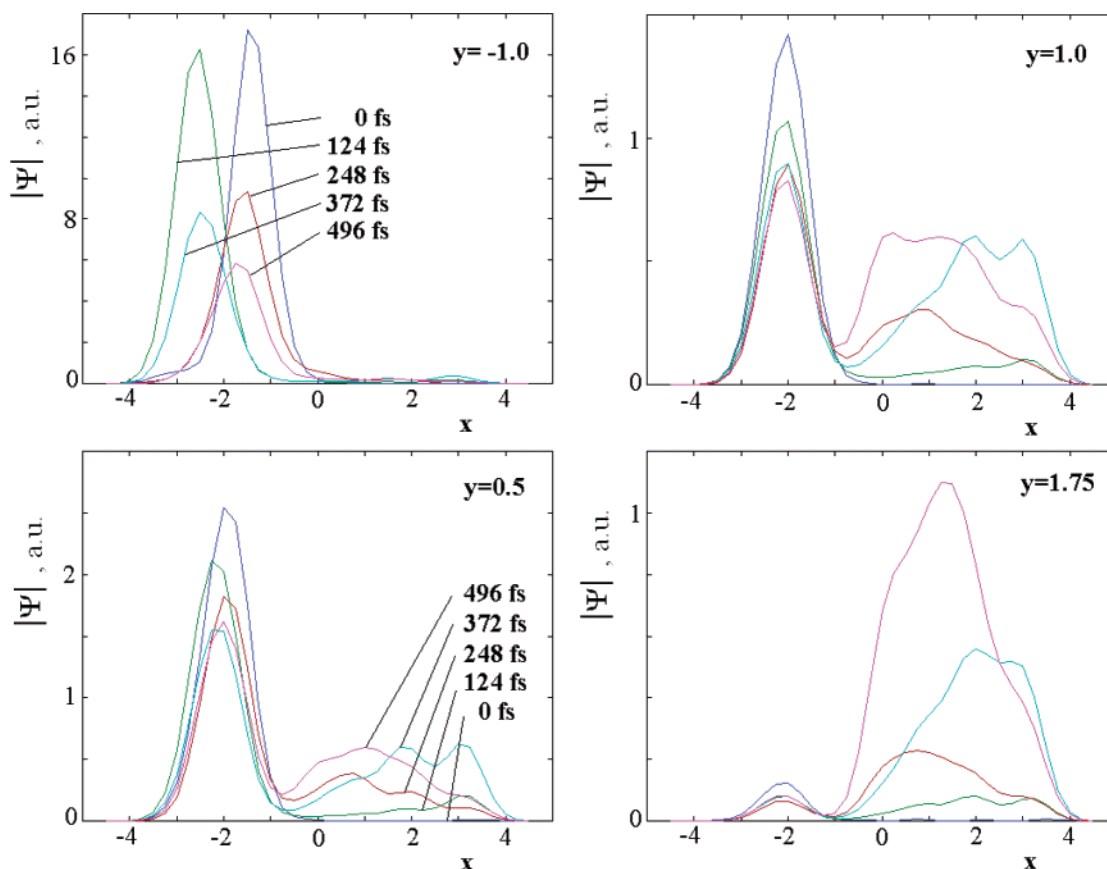 y= -1.0
|Ψ| , a.u.
16
8
0
0 fs
124 fs
248 fs
372 fs
496 fs
-4 -2 0 2 4
x
y=1.0
|Ψ| , a.u.
1
0
-4 -2 0 2 4
x
y=0.5
|Ψ| , a.u.
2
1
0
496 fs
372 fs
248 fs
124 fs
0 fs
-4 -2 0 2 4
x
y=1.75
|Ψ| , a.u.
1
0
-4 -2 0 2 4
x